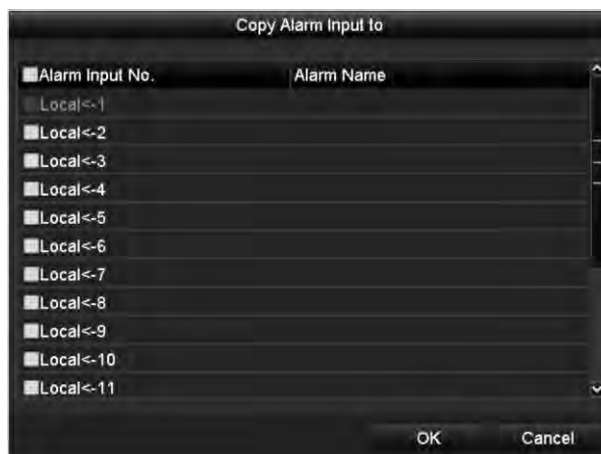 Copy Alarm Input to
Alarm Input No. Alarm Name
Local<-1
Local<-2
Local<-3
Local<-4
Local<-5
Local<-6
Local<-7
Local<-8
Local<-9
Local<-10
Local<-11
OK Cancel